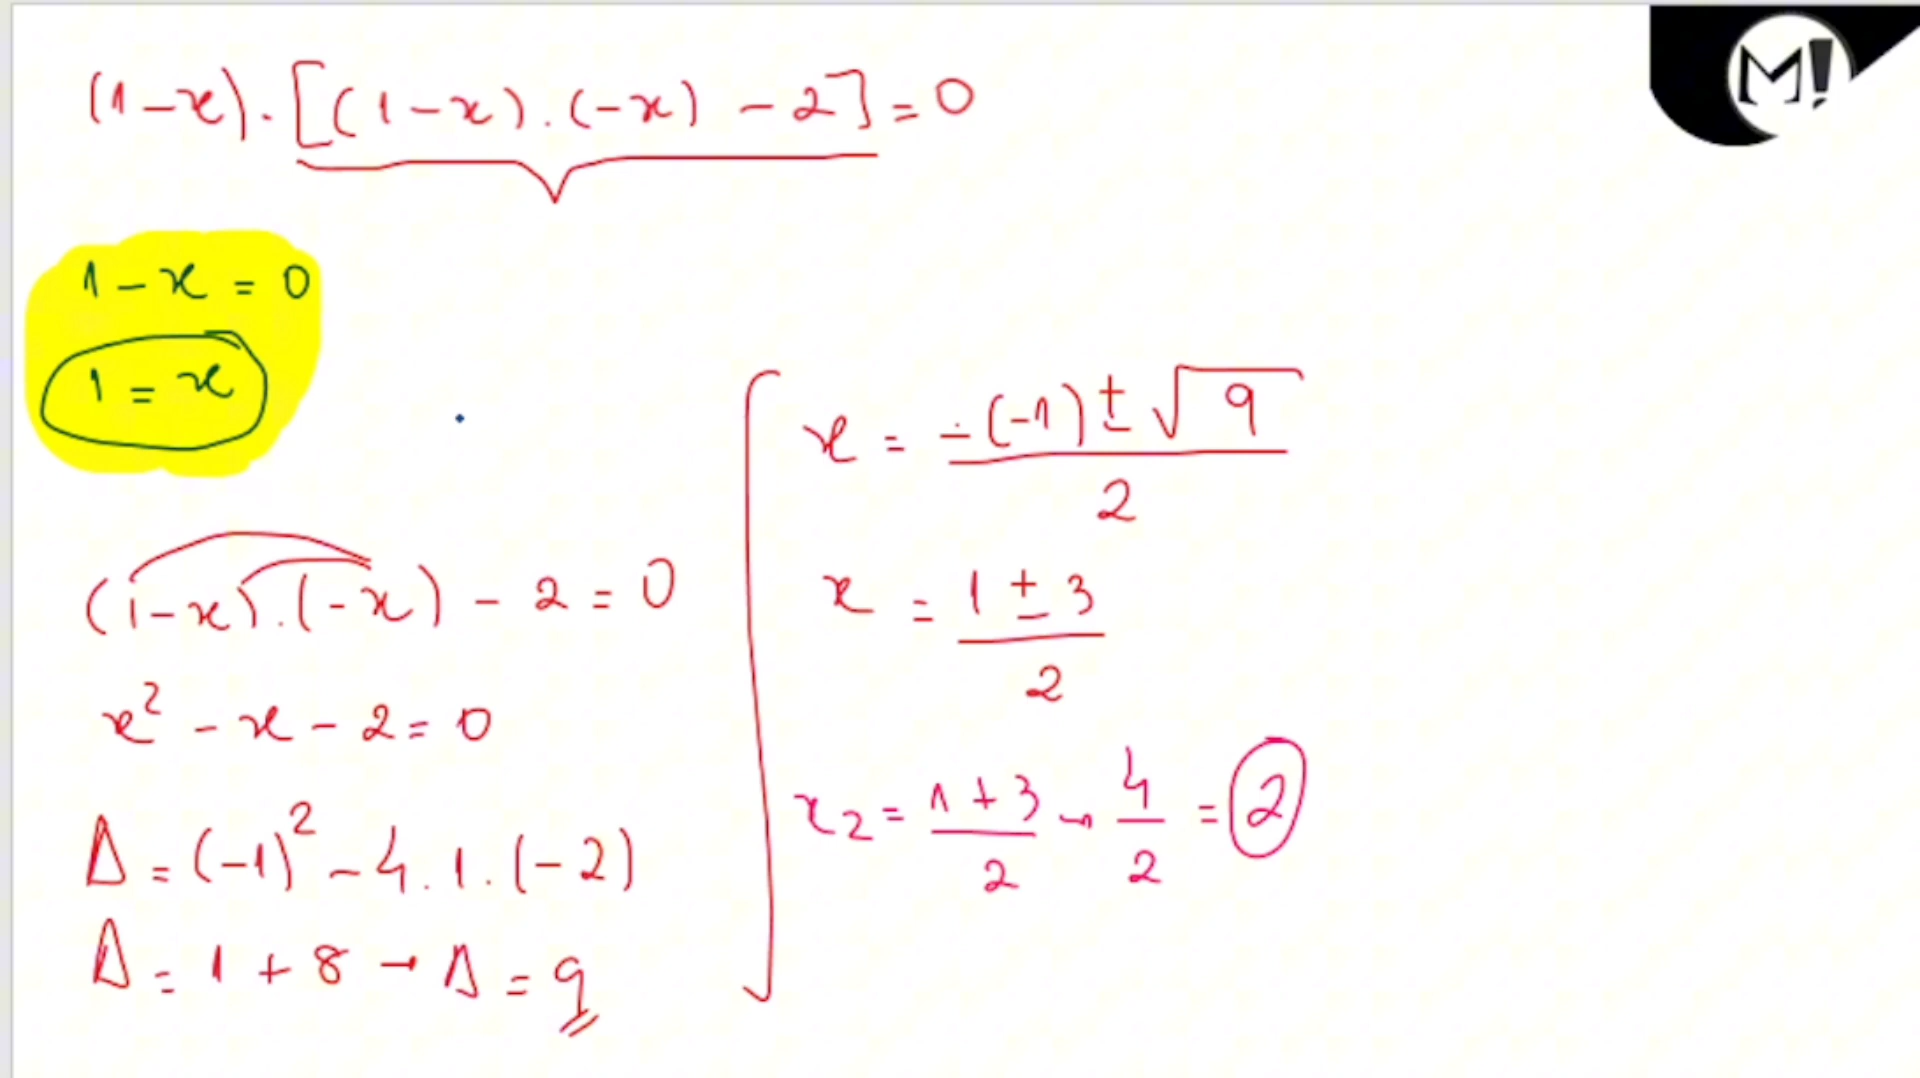 M!
(1-x).[(1-x).(-x) -2]=0
1-x=0
1=x
(1-x).(-x) - 2=0
x²-x-2=0
Δ=(-1)²-4.1.(-2)
Δ=1+8→Δ=9
x = -(-1)±√9/2
x = 1±3/2
x₂=1+3/2→4/2=2